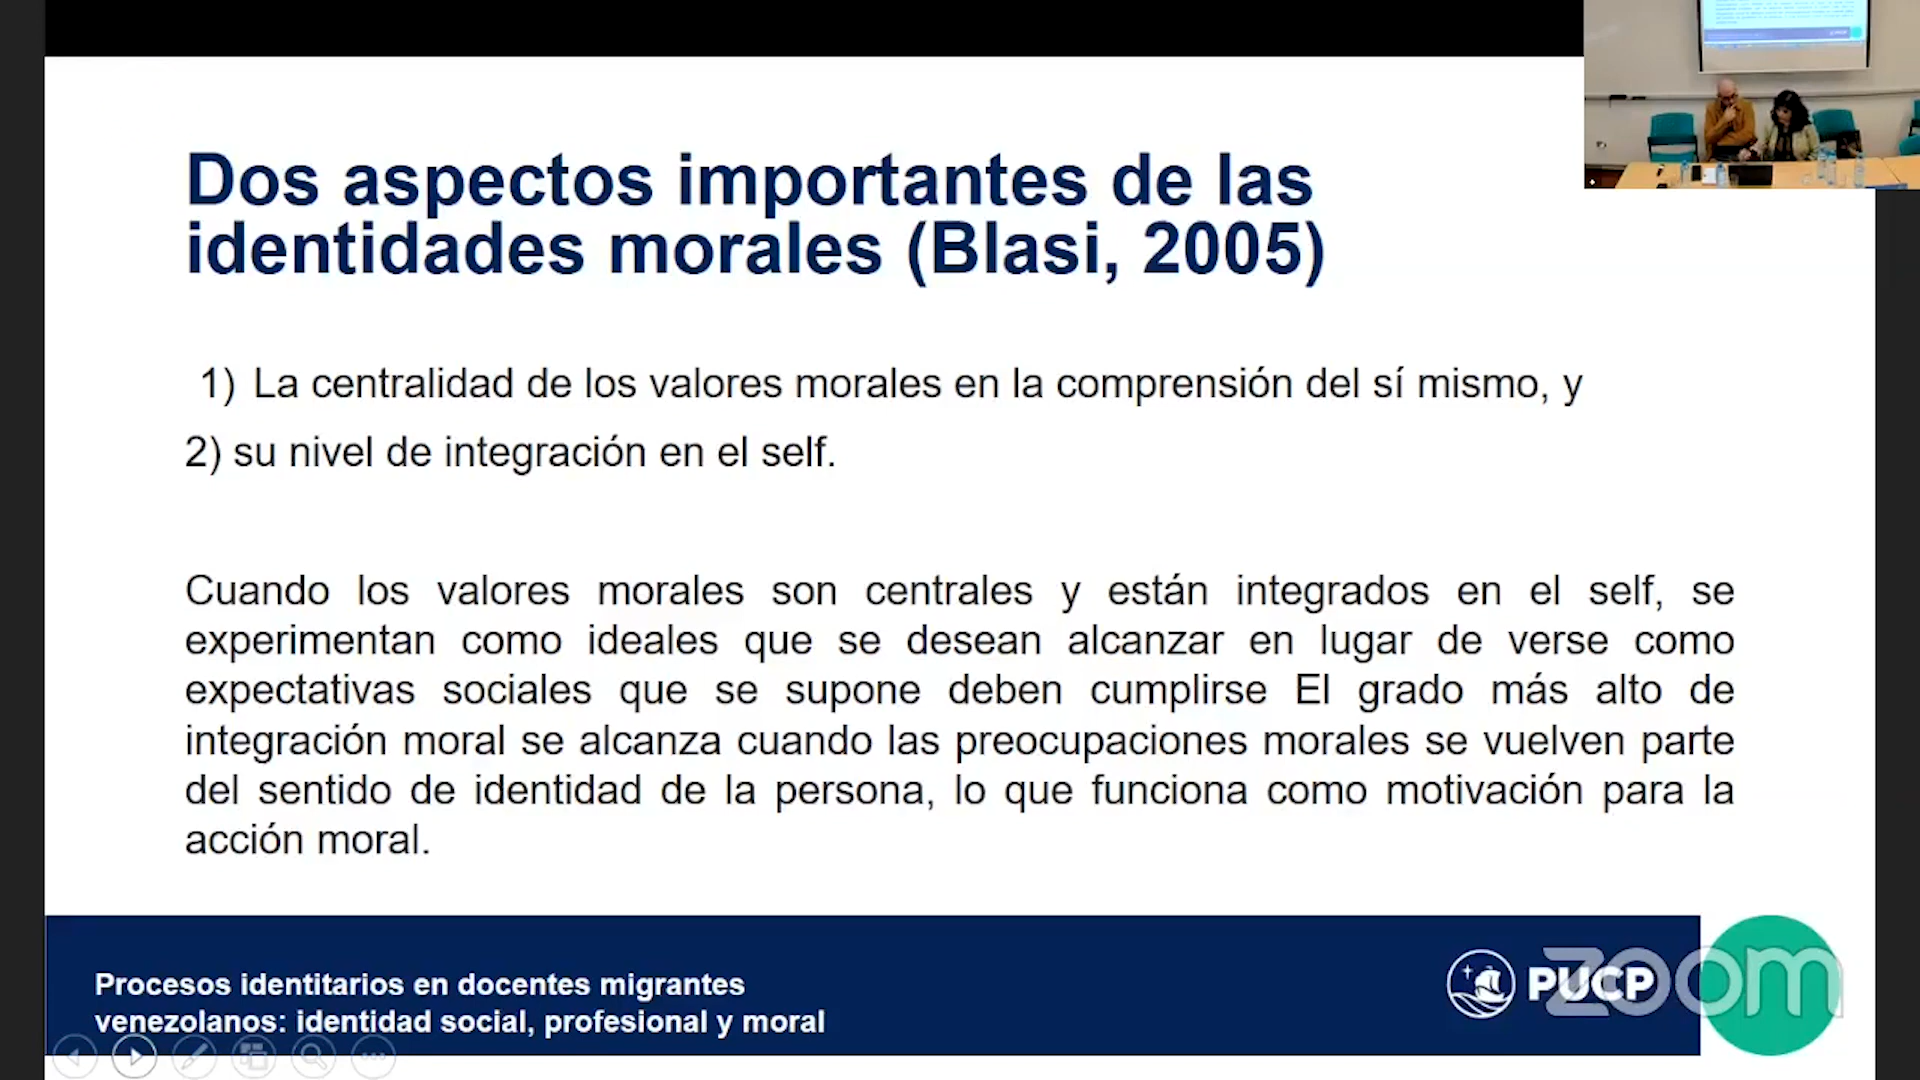 Dos aspectos importantes de las
identidades morales (Blasi, 2005)
1) La centralidad de los valores morales en la comprensión del sí mismo, y
2) su nivel de integración en el self.
Cuando los valores morales son centrales y están integrados en el self, se
experimentan como ideales que se desean alcanzar en lugar de verse como
expectativas sociales que se supone deben cumplirse El grado más alto de
integración moral se alcanza cuando las preocupaciones morales se vuelven parte
del sentido de identidad de la persona, lo que funciona como motivación para la
acción moral.
Procesos identitarios en docentes migrantes
venezolanos: identidad social, profesional y moral
PUCP
zoom